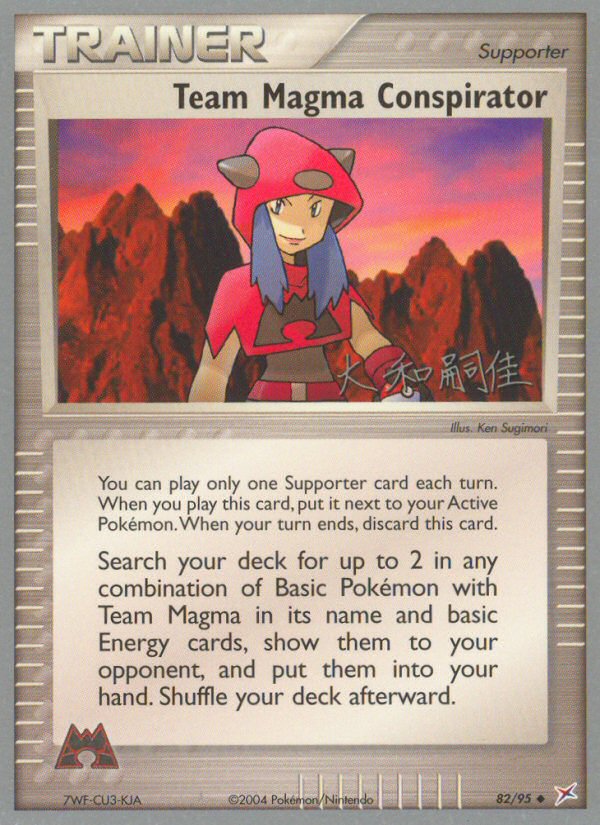 TRAINER
Supporter
Team Magma Conspirator
大和嗣佳
Illus. Ken Sugimori
You can play only one Supporter card each turn.
When you play this card, put it next to your Active
Pokémon. When your turn ends, discard this card.
Search your deck for up to 2 in any
combination of Basic Pokémon with
Team Magma in its name and basic
Energy cards, show them to your
opponent, and put them into your
hand. Shuffle your deck afterward.
7WF-CU3-KJA
©2004 Pokémon/Nintendo
82/95